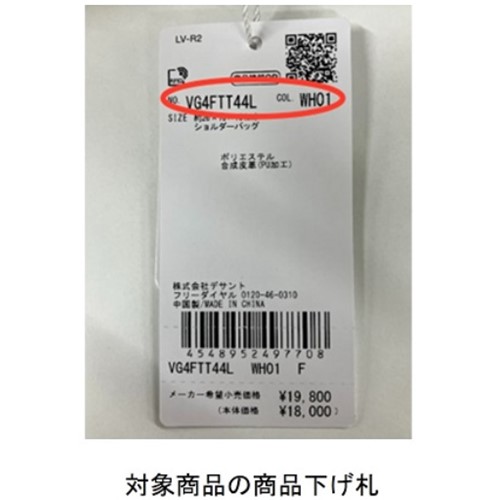 LV-R2
NO. VG4FTT44L COL. WH01
SIZE
ショルダーバッグ
ポリエステル
合成皮革(PU加工)
株式会社デサント
フリーダイヤル 0120-46-0310
中国製/MADE IN CHINA
4548952497708
VG4FTT44L WH01 F
メーカー希望小売価格 ¥19,800
(本体価格 ¥18,000)
対象商品の商品下げ札